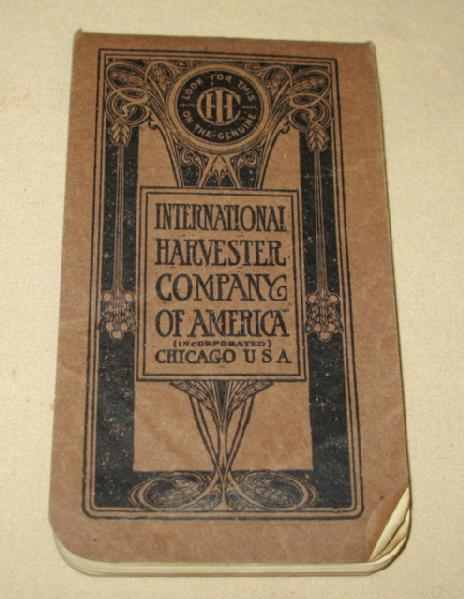 LOOK FOR THIS
IHC
ON THE GENUINE
INTERNATIONAL
HARVESTER
COMPANY
OF AMERICA
(INCORPORATED)
CHICAGO U S A